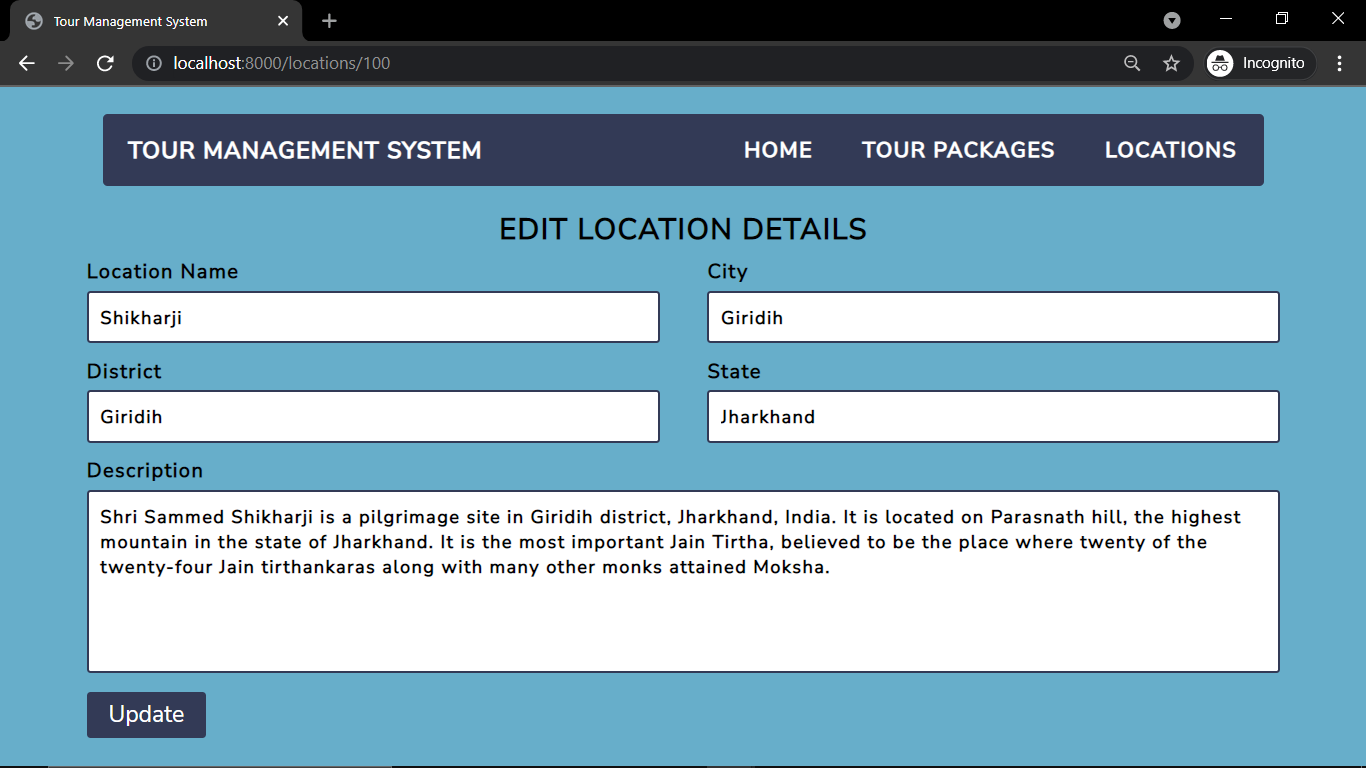 Tour Management System
localhost:8000/locations/100
Incognito
TOUR MANAGEMENT SYSTEM
HOME
TOUR PACKAGES
LOCATIONS
EDIT LOCATION DETAILS
Location Name
City
Shikharji
Giridih
District
State
Giridih
Jharkhand
Description
Shri Sammed Shikharji is a pilgrimage site in Giridih district, Jharkhand, India. It is located on Parasnath hill, the highest
mountain in the state of Jharkhand. It is the most important Jain Tirtha, believed to be the place where twenty of the
twenty-four Jain tirthankaras along with many other monks attained Moksha.
Update